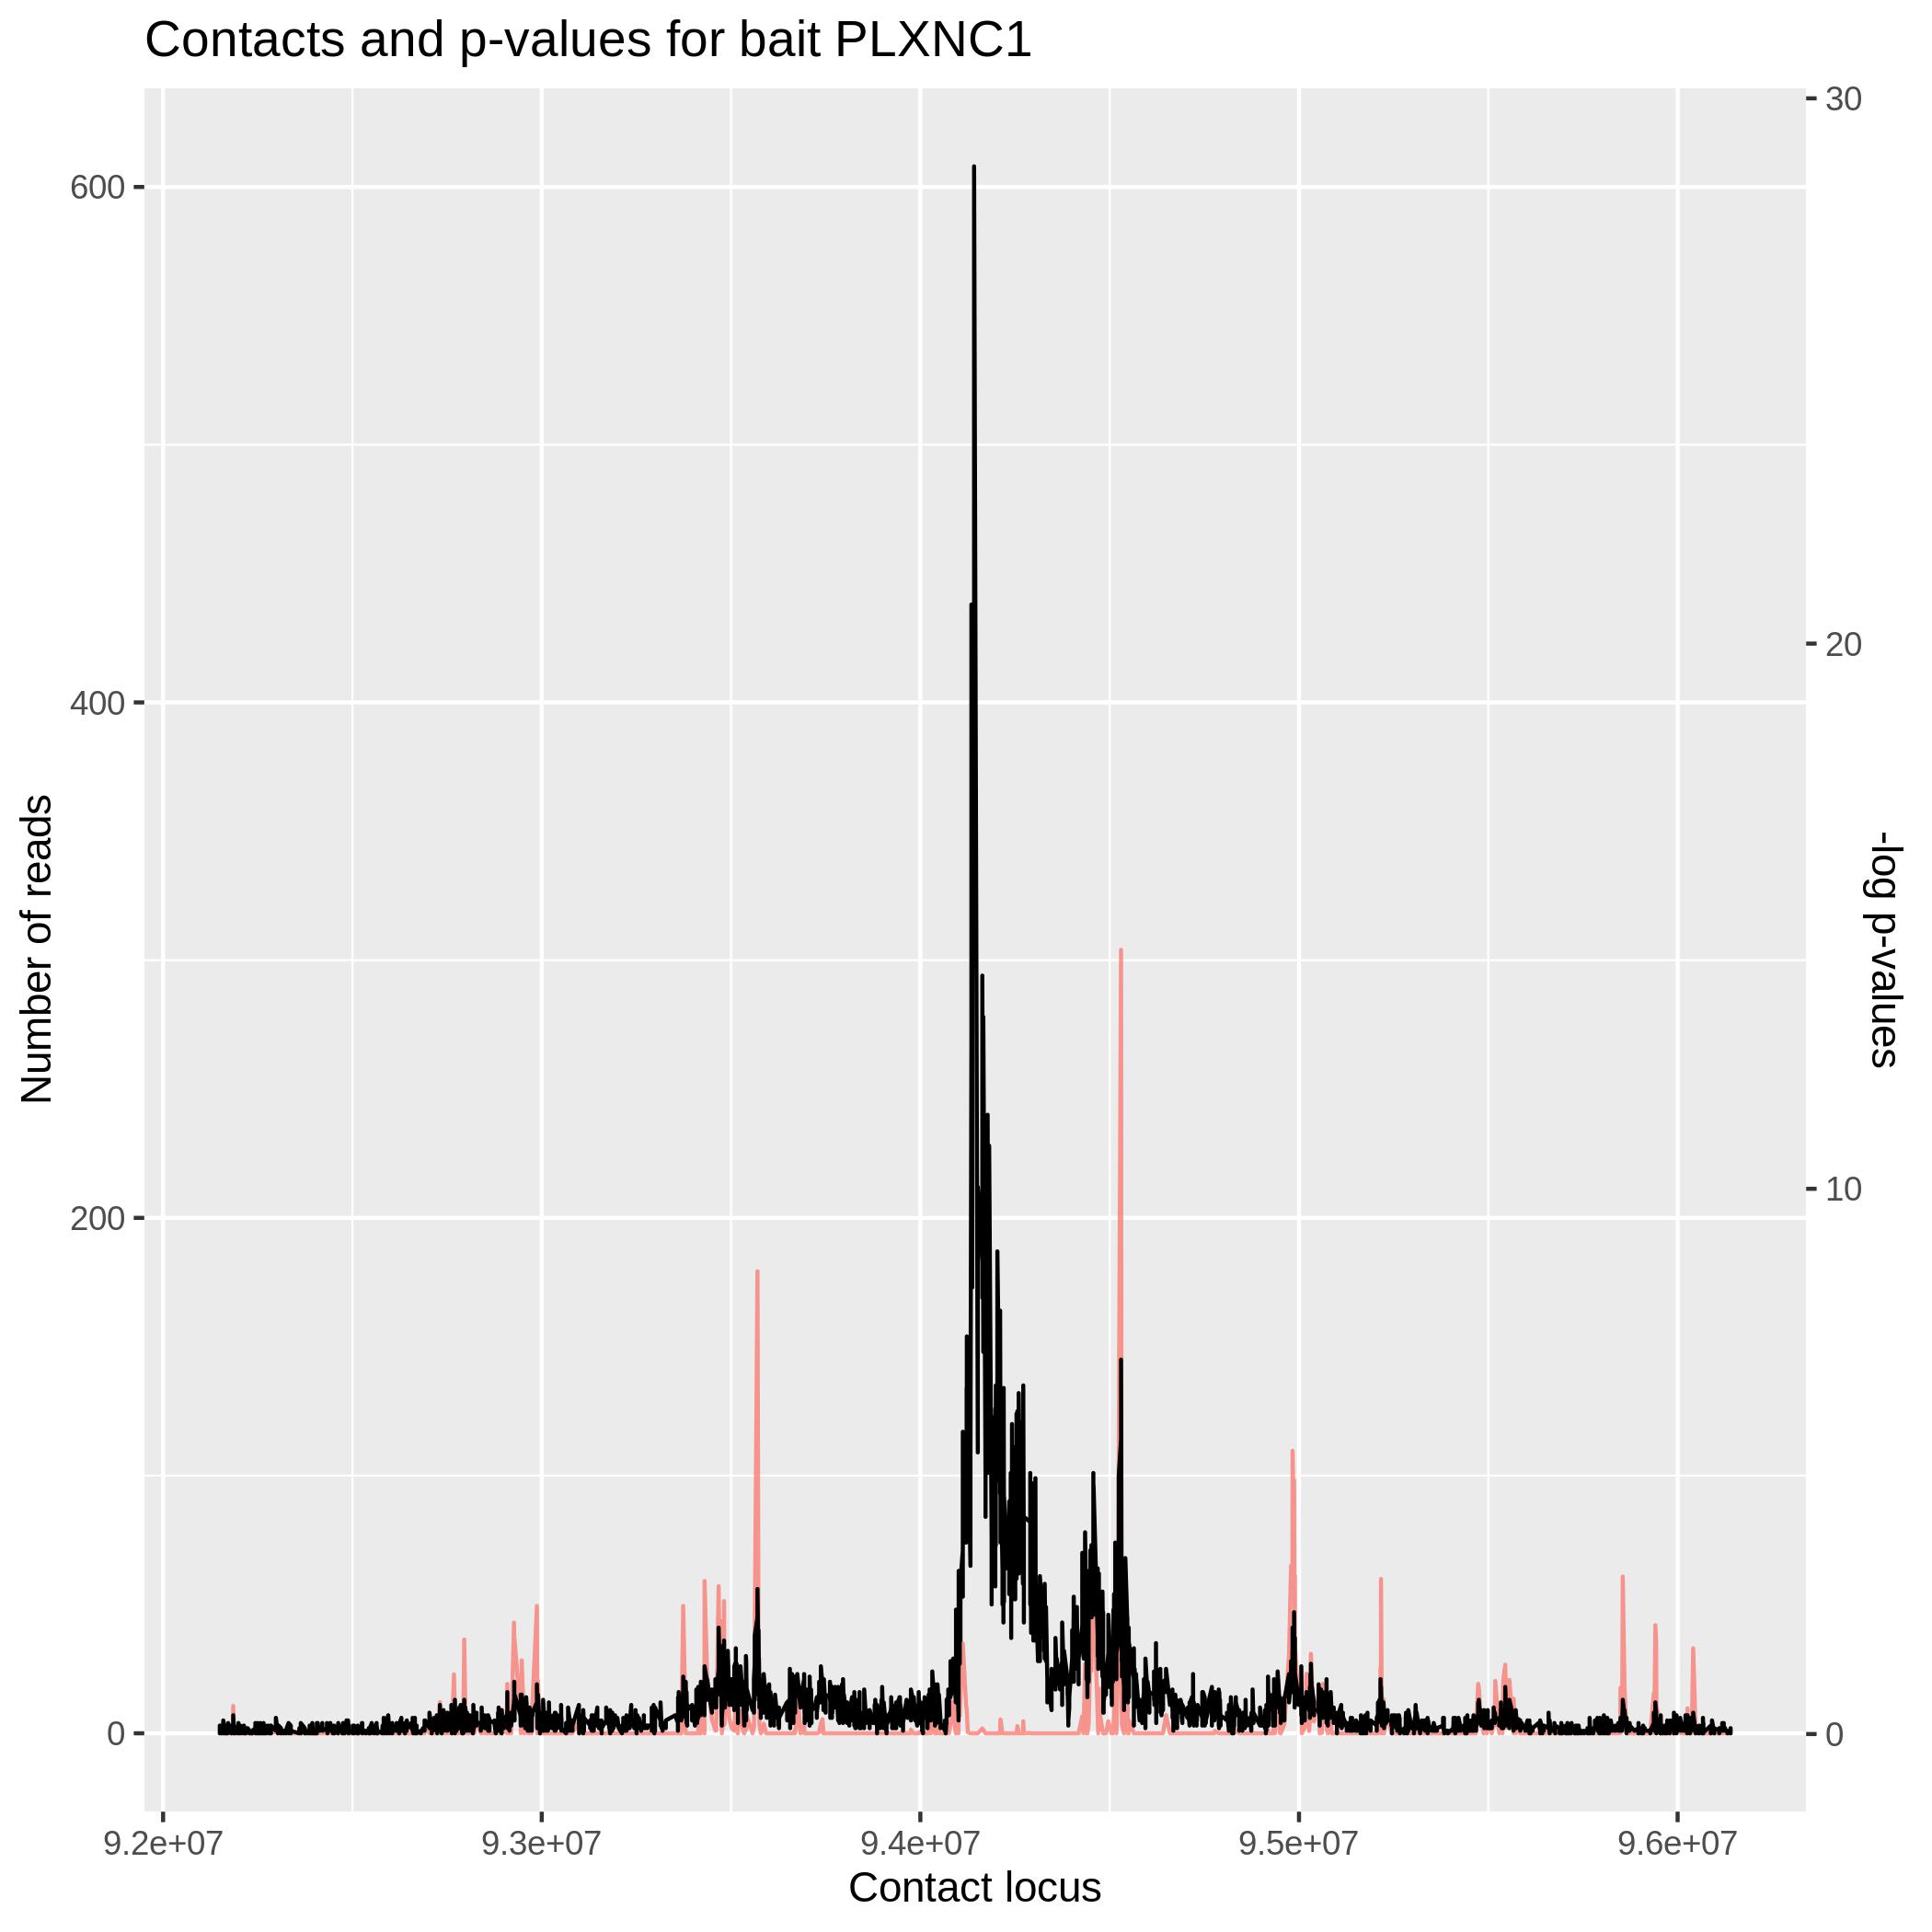 Contacts and p-values for bait PLXNC1
Number of reads
600
400
200
0
30
20
10
0
-log p-values
9.2e+07 9.3e+07 9.4e+07 9.5e+07 9.6e+07
Contact locus